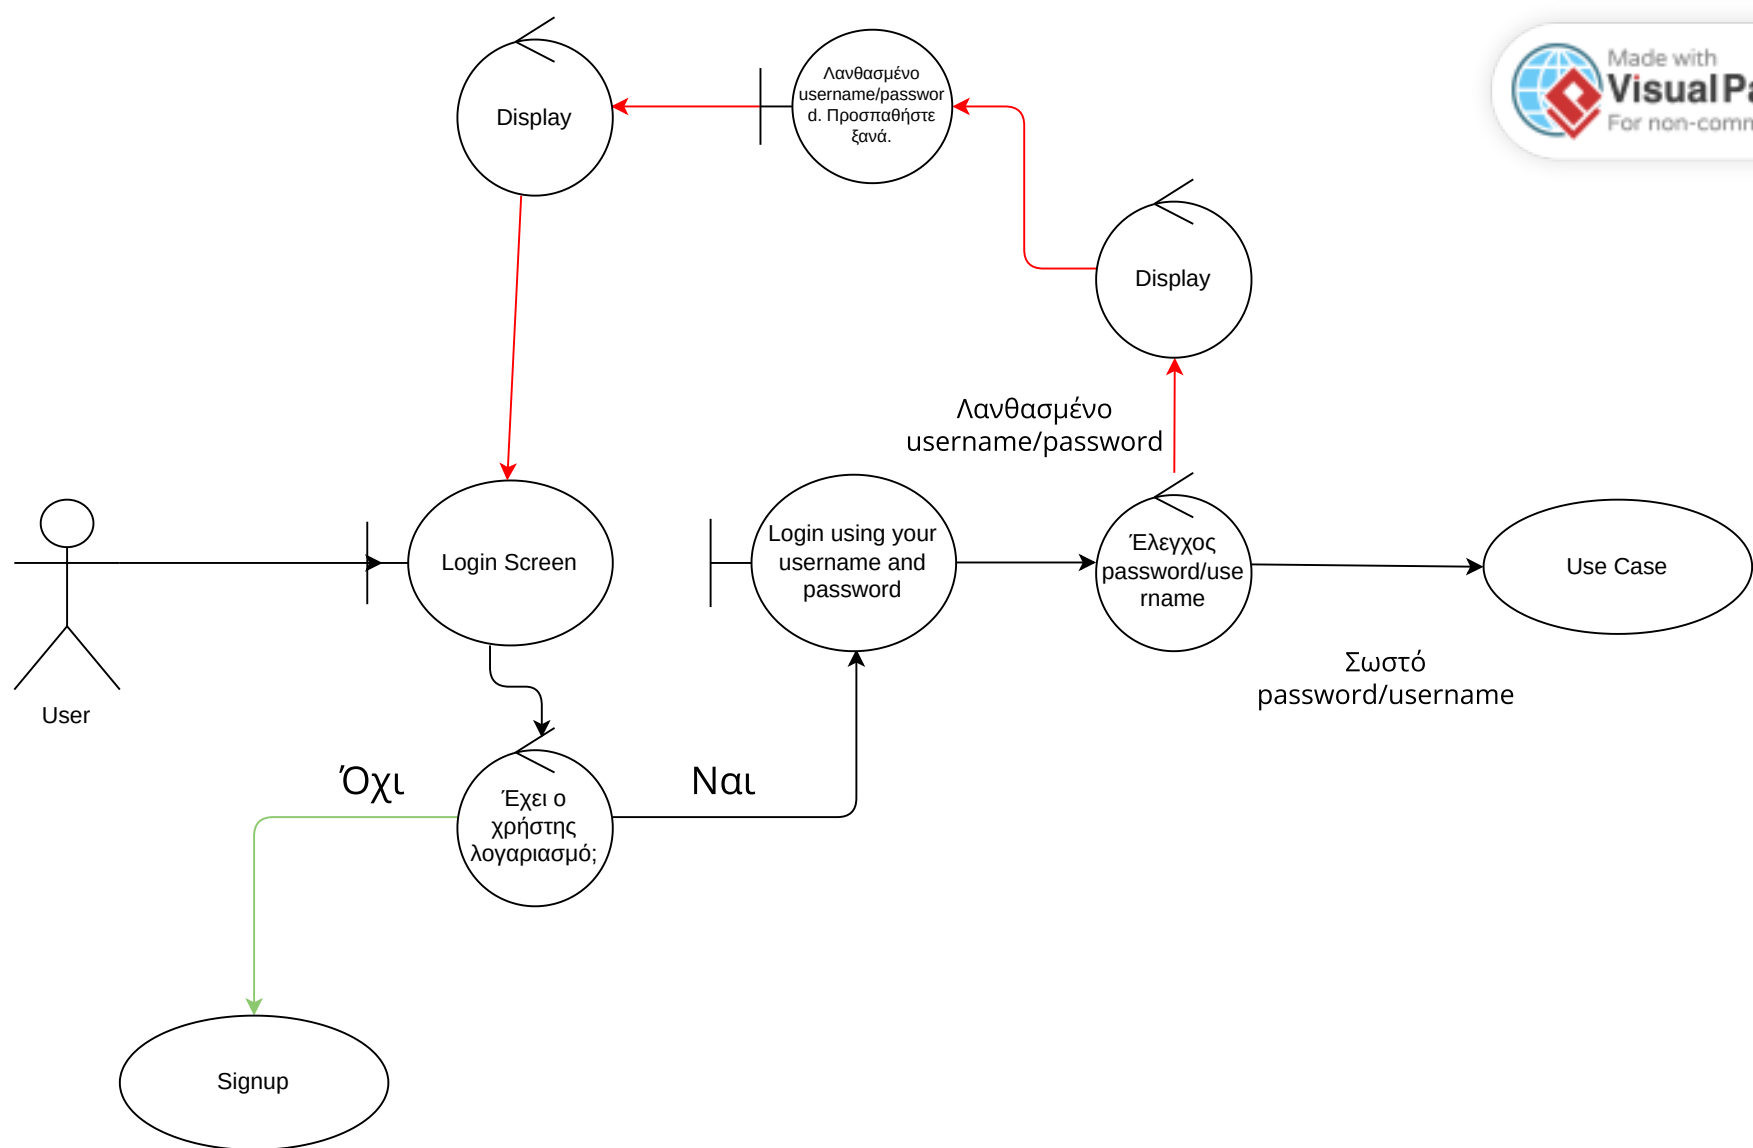 Made with
Visual Pa
For non-comm
Display
Λανθασμένο
username/passwor
d. Προσπαθήστε
ξανά.
Display
Λανθασμένο
username/password
User
Login Screen
Login using your
username and
password
Έλεγχος
password/use
rname
Use Case
Σωστό
password/username
Όχι
Ναι
Έχει ο
χρήστης
λογαριασμό;
Signup